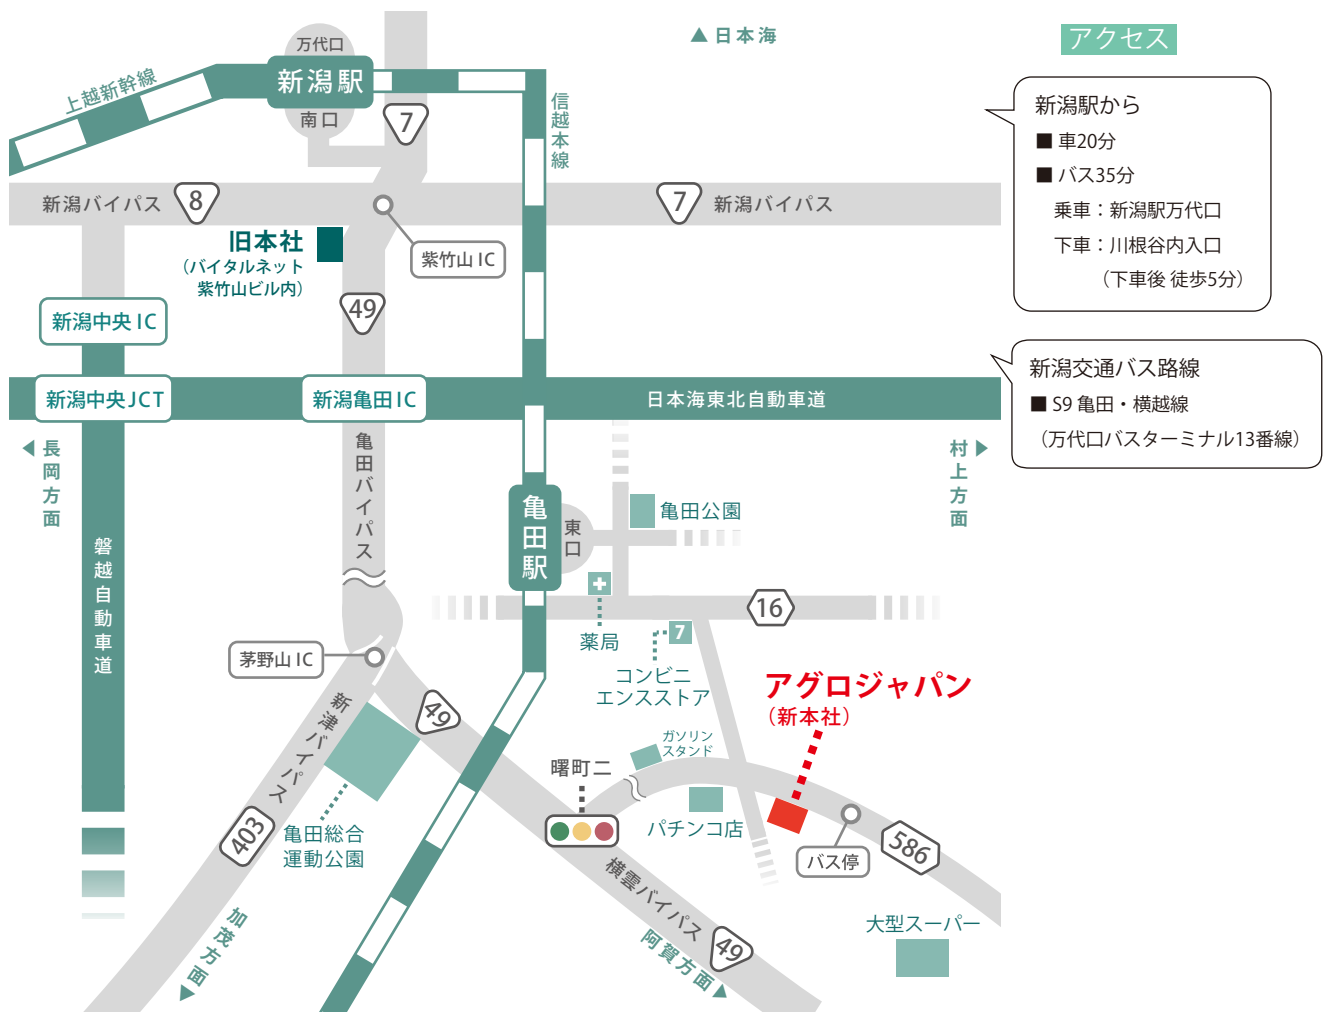 万代口
新潟駅
南口
上越新幹線
7
信越本線
▲日本海
アクセス
新潟駅から
■ 車20分
■ バス35分
乗車：新潟駅万代口
下車：川根谷内入口
（下車後 徒歩5分）
新潟バイパス
8
7
新潟バイパス
旧本社
（バイタルネット
紫竹山ビル内）
紫竹山 IC
49
新潟中央 IC
新潟中央 JCT
新潟亀田 IC
日本海東北自動車道
新潟交通バス路線
■ S9 亀田・横越線
（万代口バスターミナル13番線）
◀長岡方面
村上方面▶
亀田バイパス
磐越自動車道
亀田駅
東口
亀田公園
薬局
16
7
コンビニ
エンスストア
茅野山 IC
新津バイパス
49
アグロジャパン
（新本社）
ガソリン
スタンド
曙町二
パチンコ店
403
亀田総合
運動公園
バス停
586
横雲バイパス
49
大型スーパー
加茂方面▼
阿賀方面▼